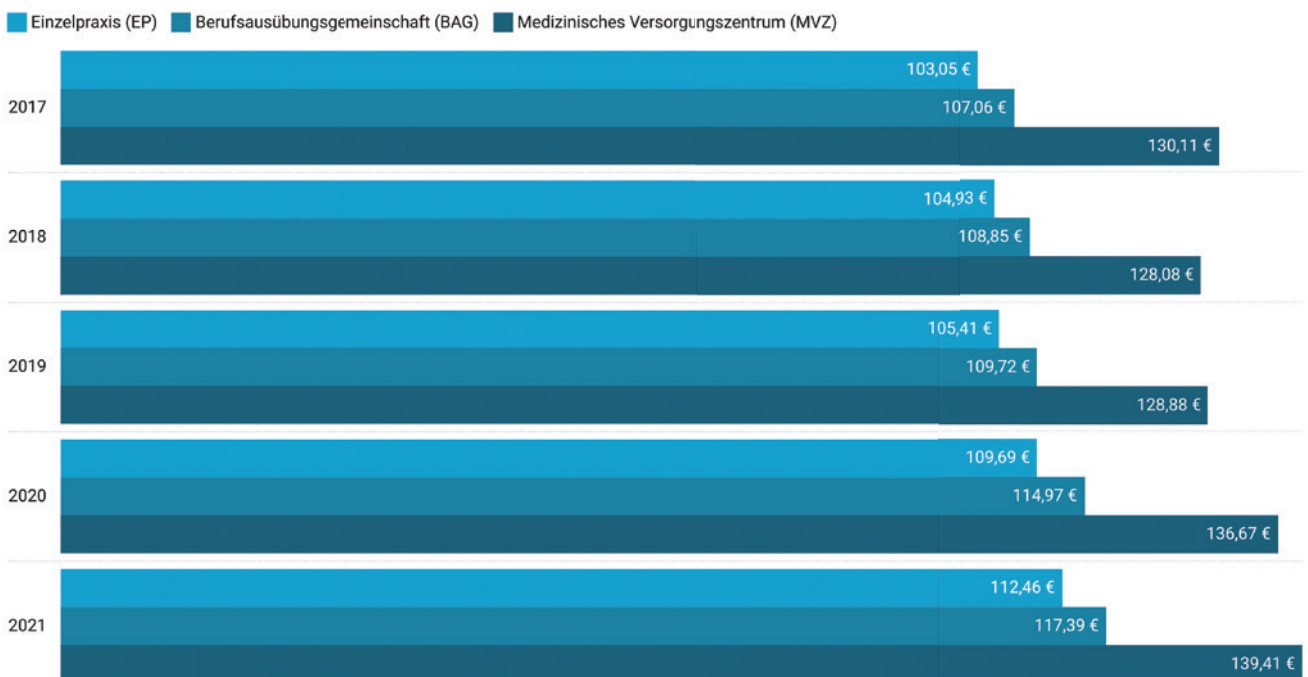 Einzelpraxis (EP) Berufsausübungsgemeinschaft (BAG) Medizinisches Versorgungszentrum (MVZ)
103,05 €
2017 107,06 €
130,11 €
104,93 €
2018 108,85 €
128,08 €
105,41 €
2019 109,72 €
128,88 €
109,69 €
2020 114,97 €
136,67 €
112,46 €
2021 117,39 €
139,41 €